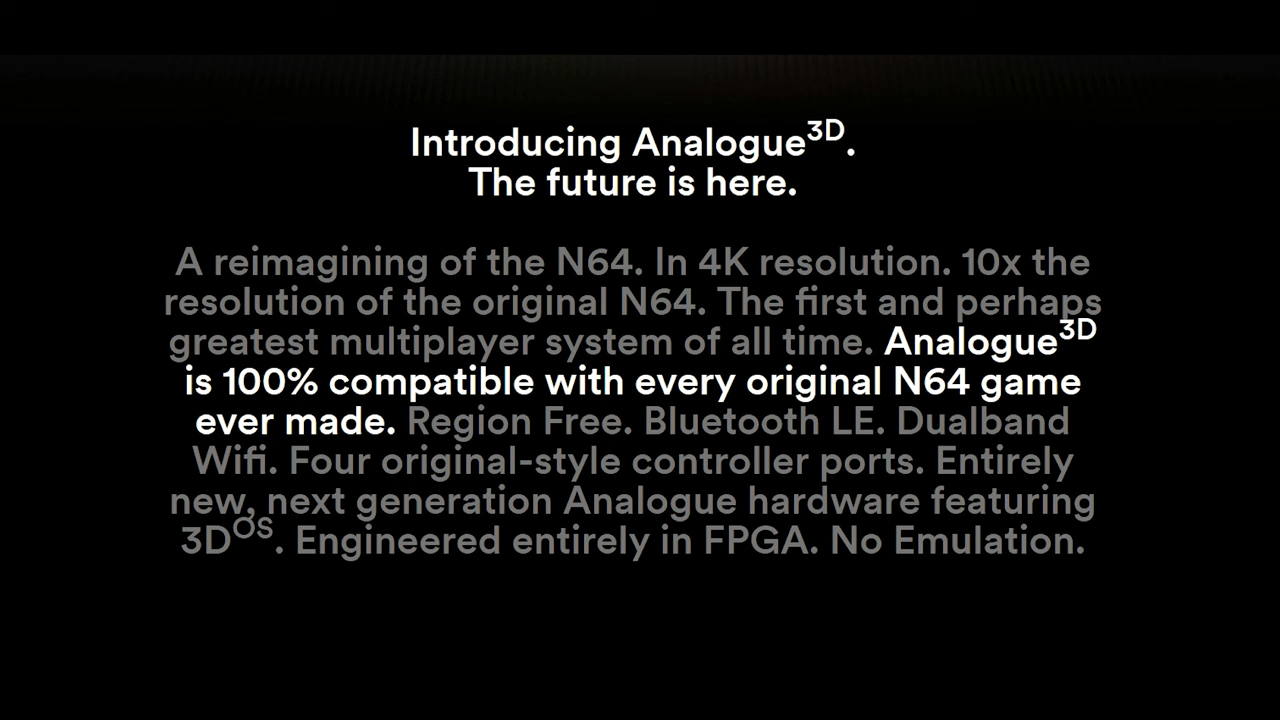 Introducing Analogue3D.
The future is here.
A reimagining of the N64. In 4K resolution. 10x the
resolution of the original N64. The first and perhaps
greatest multiplayer system of all time. Analogue3D
is 100% compatible with every original N64 game
ever made. Region Free. Bluetooth LE. Dualband
Wifi. Four original-style controller ports. Entirely
new, next generation Analogue hardware featuring
3DOS. Engineered entirely in FPGA. No Emulation.